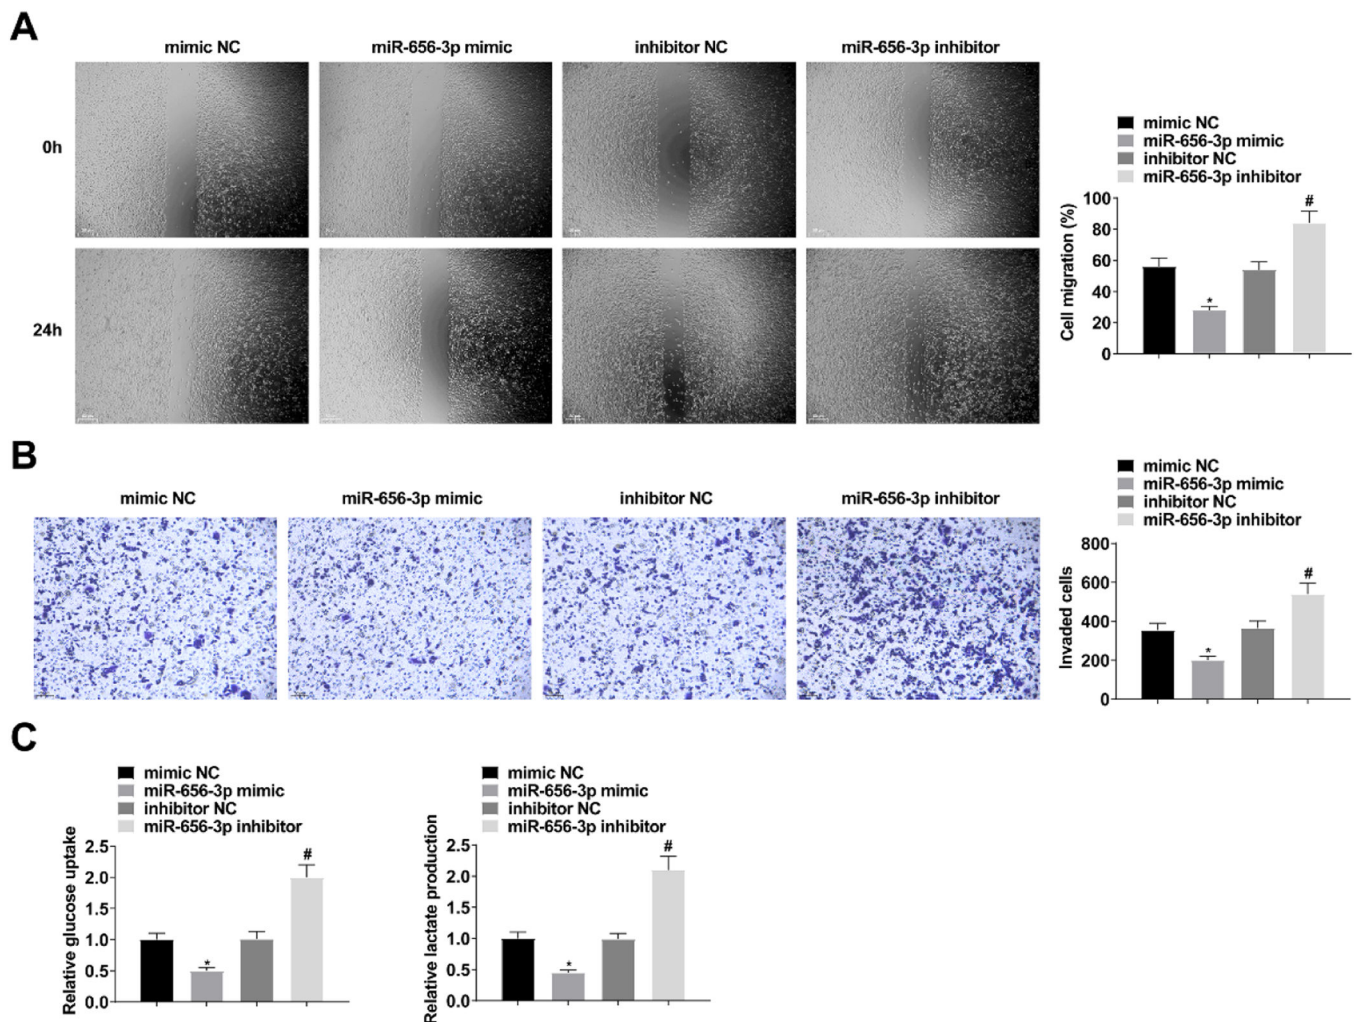 A
mimic NC
miR-656-3p mimic
inhibitor NC
miR-656-3p inhibitor
0h
24h
mimic NC
miR-656-3p mimic
inhibitor NC
miR-656-3p inhibitor
Cell migration (%)
100
80
60
40
20
0
*
#
B
mimic NC
miR-656-3p mimic
inhibitor NC
miR-656-3p inhibitor
mimic NC
miR-656-3p mimic
inhibitor NC
miR-656-3p inhibitor
Invaded cells
800
600
400
200
0
*
#
C
mimic NC
miR-656-3p mimic
inhibitor NC
miR-656-3p inhibitor
Relative glucose uptake
2.5
2.0
1.5
1.0
0.5
0.0
*
#
mimic NC
miR-656-3p mimic
inhibitor NC
miR-656-3p inhibitor
Relative lactate production
2.5
2.0
1.5
1.0
0.5
0.0
*
#